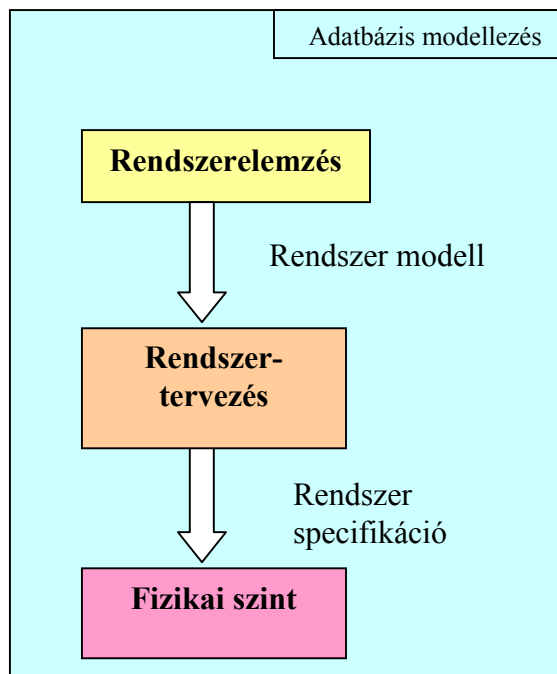 Adatbázis modellezés
Rendszerelemzés
Rendszer modell
Rendszer-
tervezés
Rendszer
specifikáció
Fizikai szint